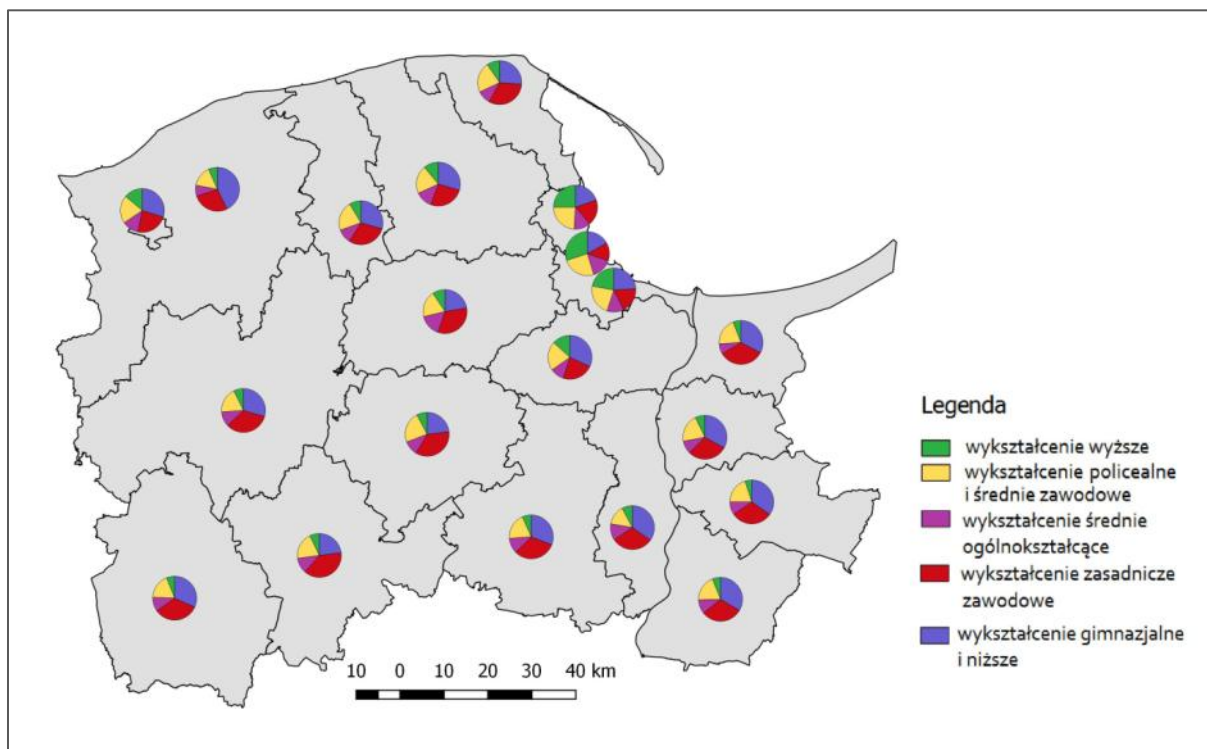 Legenda
wykształcenie wyższe
wykształcenie policealne
i średnie zawodowe
wykształcenie średnie
ogólnokształcące
wykształcenie zasadnicze
zawodowe
wykształcenie gimnazjalne
i niższe
10 0 10 20 30 40 km